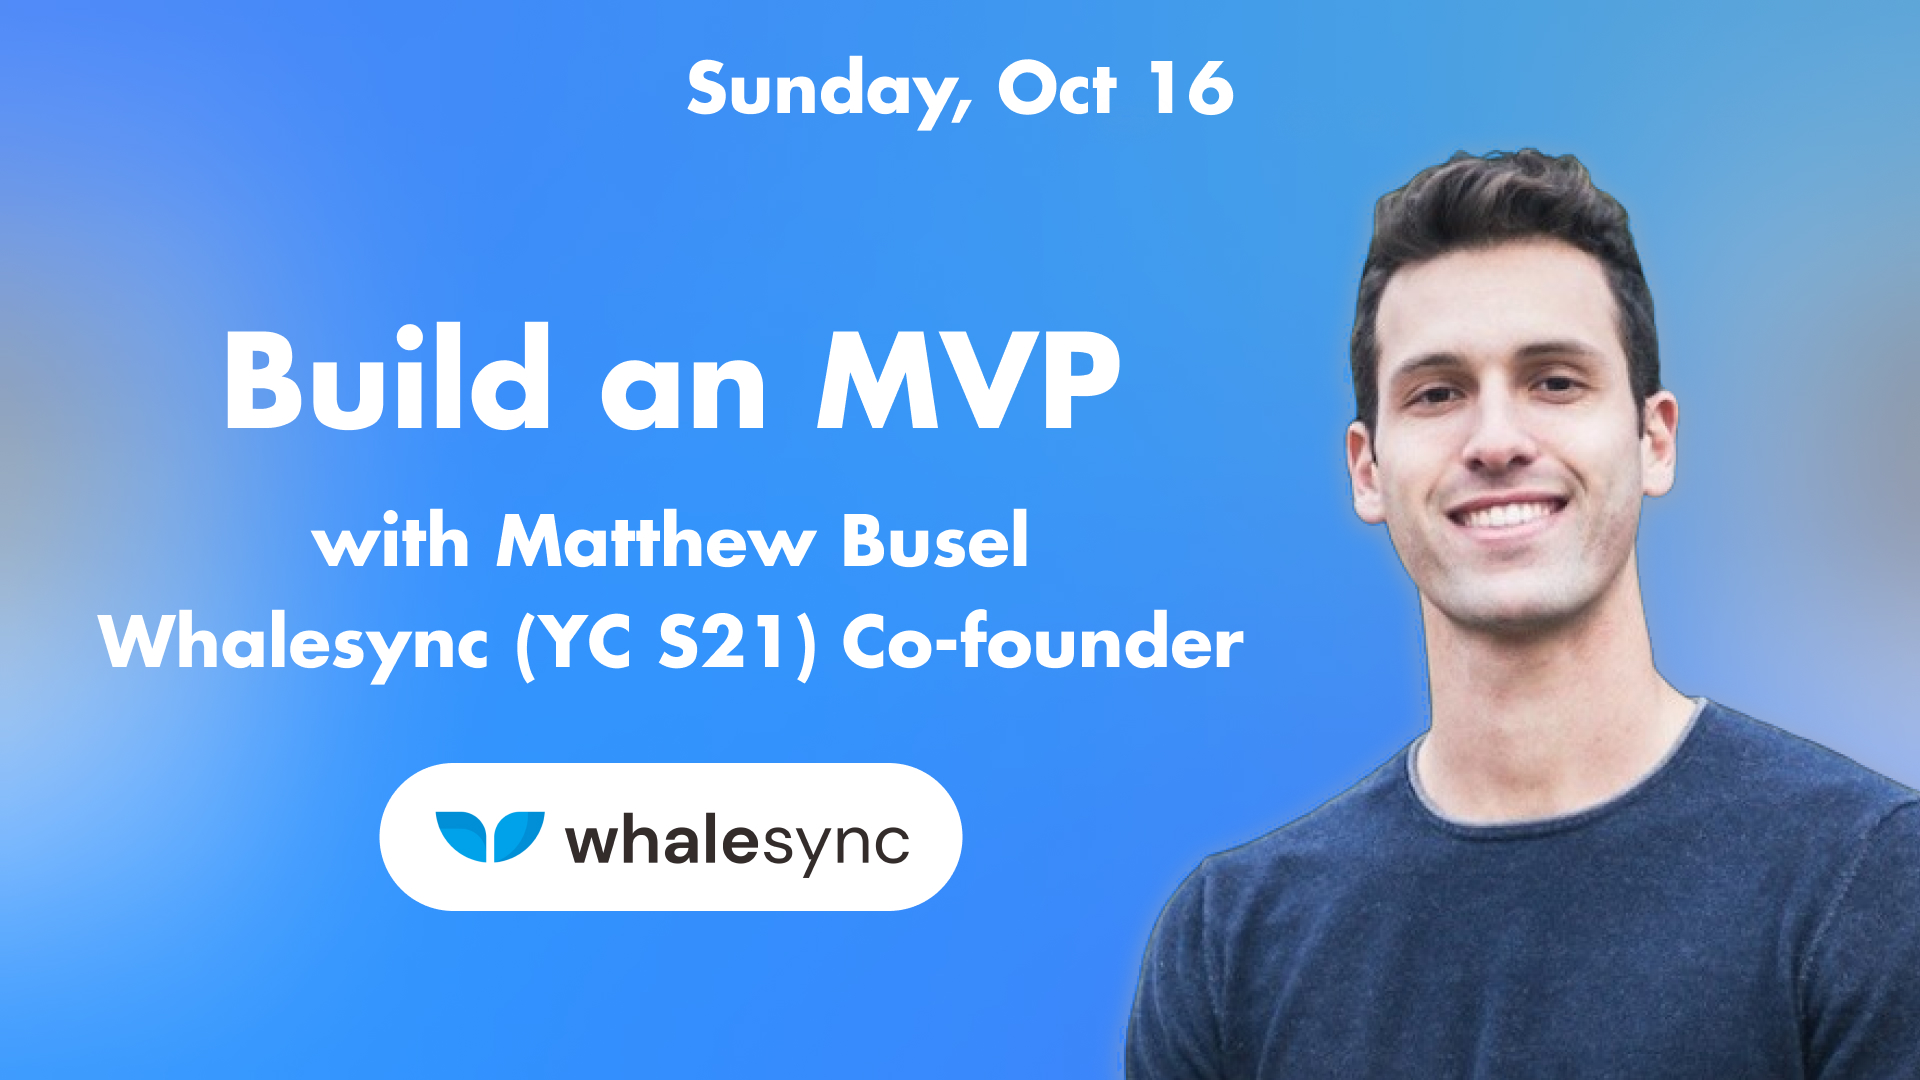 Sunday, Oct 16
Build an MVP
with Matthew Busel
Whalesync (YC S21) Co-founder
whalesync